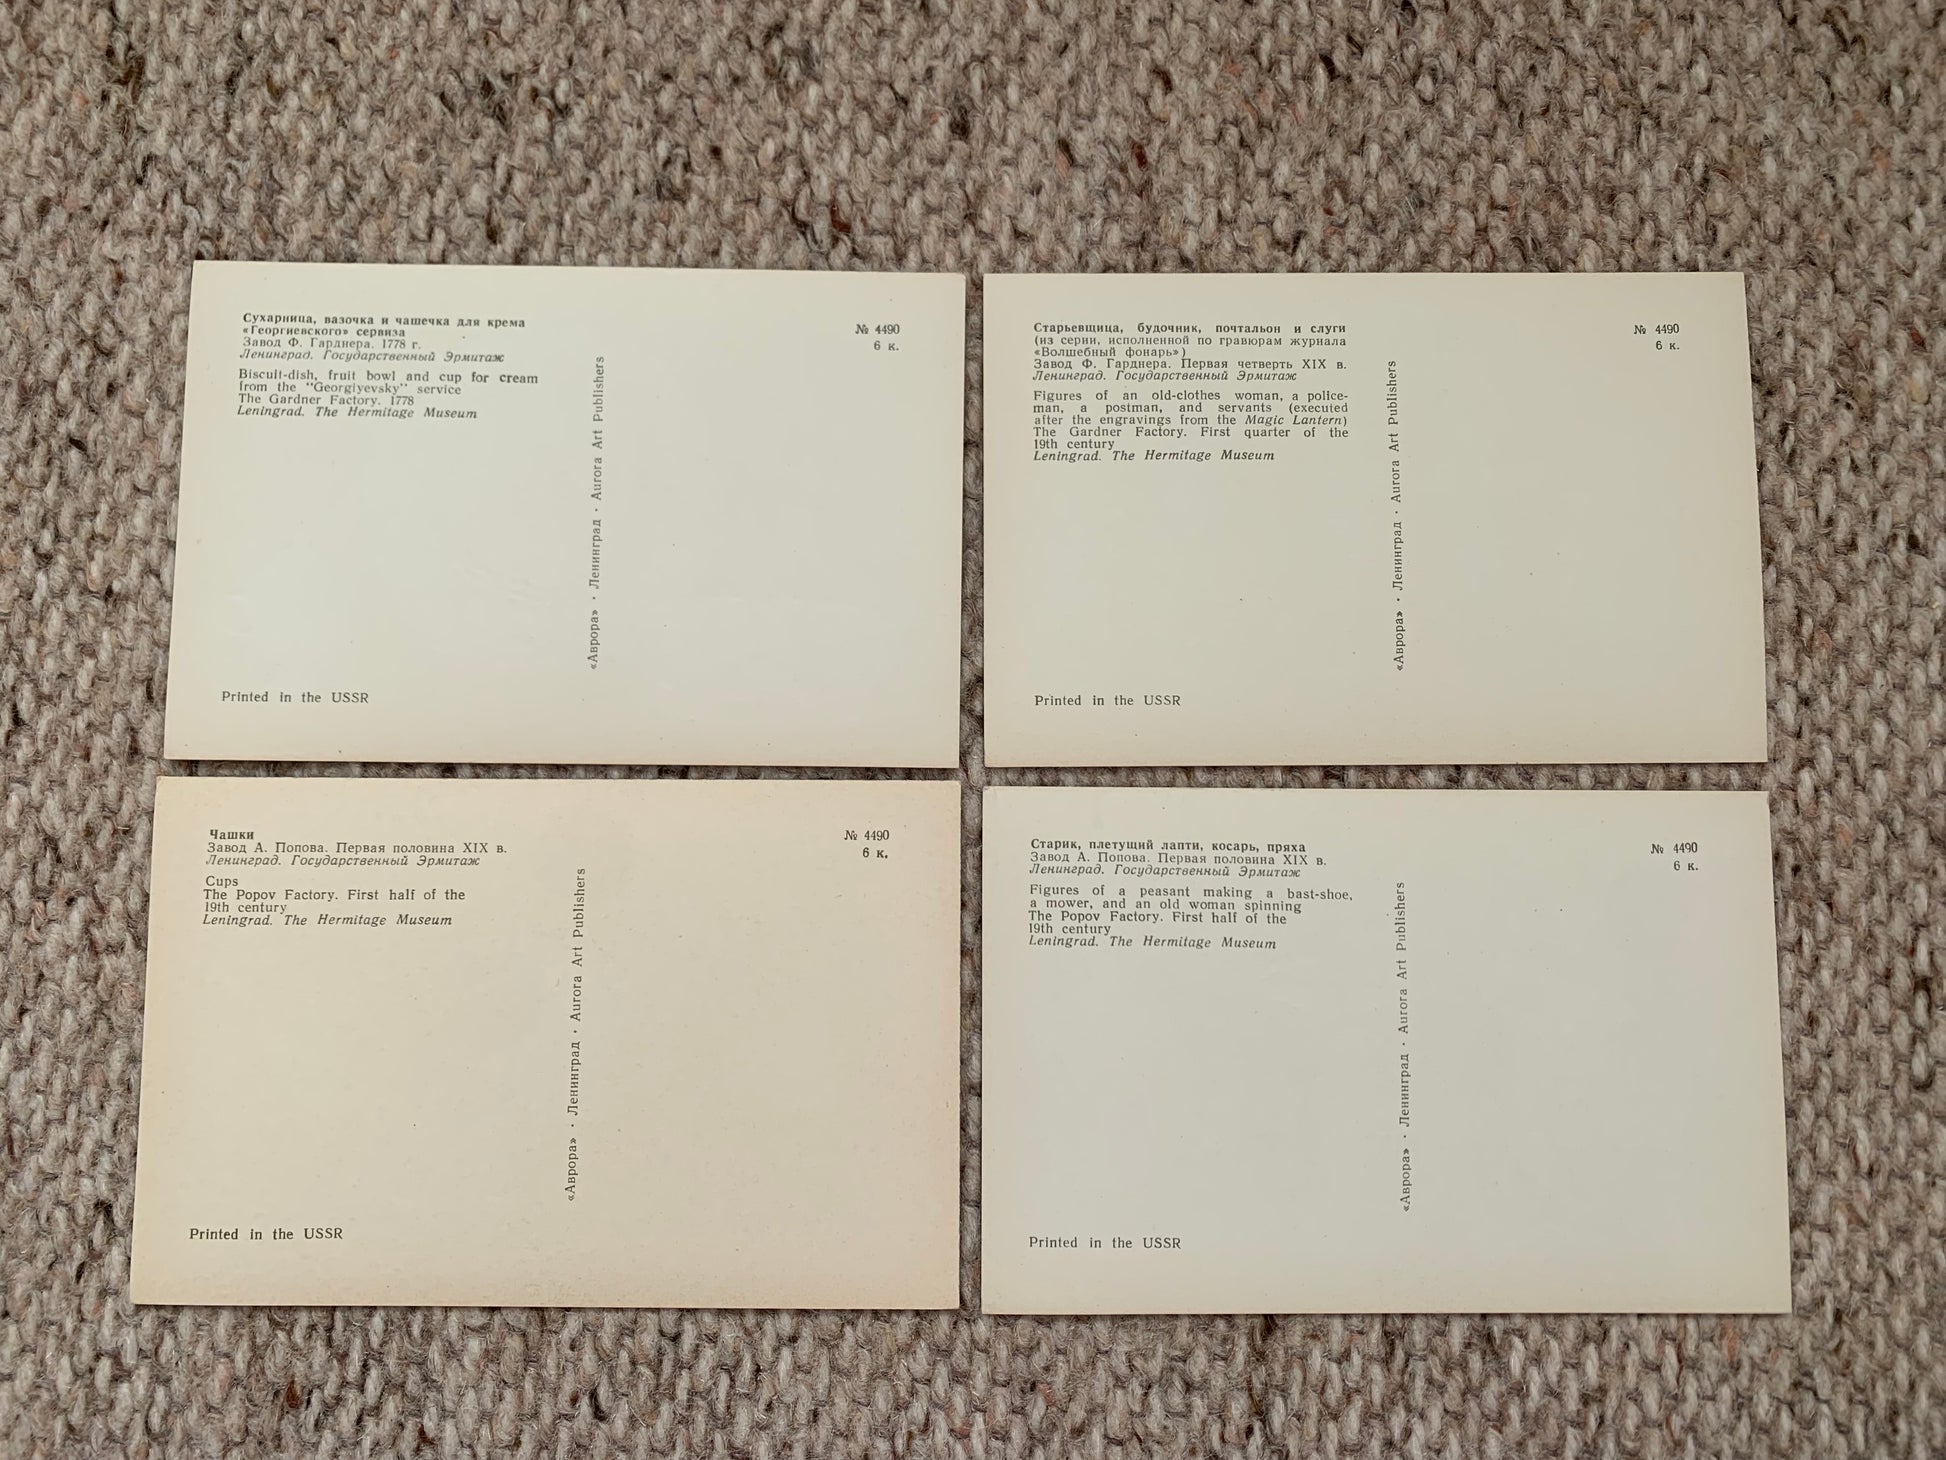 Сухарница, вазочка и чашечка для крема
«Георгиевского» сервиза
Завод Ф. Гарднера. 1778 г.
Ленинград. Государственный Эрмитаж
Biscuit-dish, fruit bowl and cup for cream
from the "Georgiyevsky" service
The Gardner Factory. 1778
Leningrad. The Hermitage Museum
№ 4490
6 к.
«Аврора» · Ленинград · Aurora Art Publishers
Printed in the USSR
Старьевщица, будочник, почтальон и слуги
(из серии, исполненной по гравюрам журнала
«Волшебный фонарь»)
Завод Ф. Гарднера. Первая четверть XIX в.
Ленинград. Государственный Эрмитаж
Figures of an old-clothes woman, a police-
man, a postman, and servants (executed
after the engravings from the Magic Lantern)
The Gardner Factory. First quarter of the
19th century
Leningrad. The Hermitage Museum
№ 4490
6 к.
«Аврора» · Ленинград · Aurora Art Publishers
Printed in the USSR
Чашки
Завод А. Попова. Первая половина XIX в.
Ленинград. Государственный Эрмитаж
Cups
The Popov Factory. First half of the
19th century
Leningrad. The Hermitage Museum
№ 4490
6 к.
«Аврора» · Ленинград · Aurora Art Publishers
Printed in the USSR
Старик, плетущий лапти, косарь, пряха
Завод А. Попова. Первая половина XIX в.
Ленинград. Государственный Эрмитаж
Figures of a peasant making a bast-shoe,
a mower, and an old woman spinning
The Popov Factory. First half of the
19th century
Leningrad. The Hermitage Museum
№ 4490
6 к.
«Аврора» · Ленинград · Aurora Art Publishers
Printed in the USSR